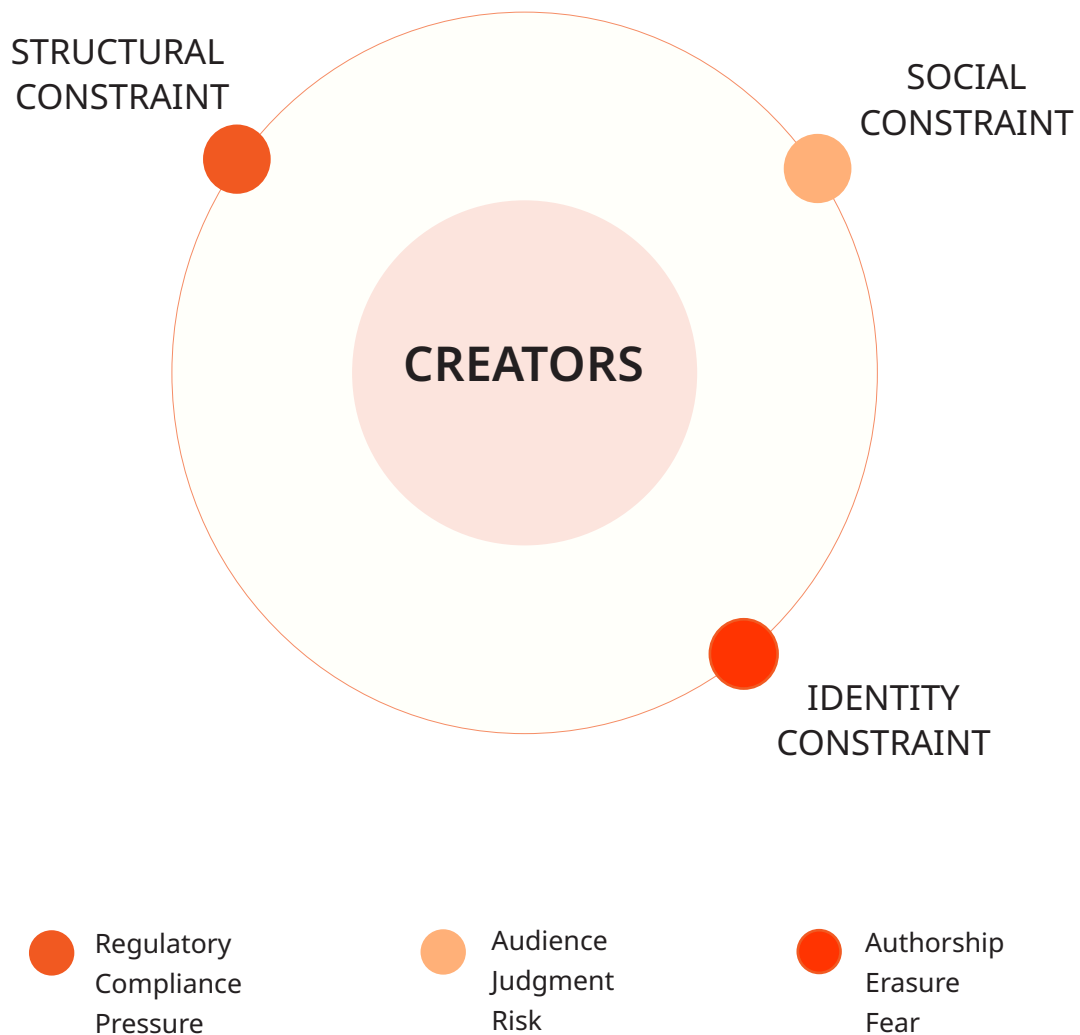 STRUCTURAL
CONSTRAINT
SOCIAL
CONSTRAINT
CREATORS
IDENTITY
CONSTRAINT
Regulatory
Compliance
Pressure
Audience
Judgment
Risk
Authorship
Erasure
Fear